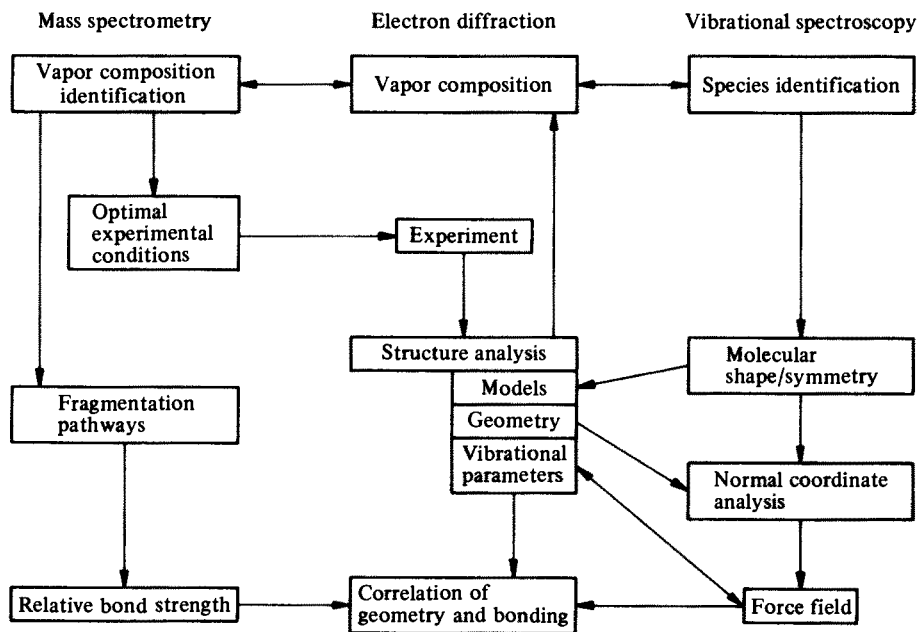 Mass spectrometry
Electron diffraction
Vibrational spectroscopy
Vapor composition
identification
Vapor composition
Species identification
Optimal
experimental
conditions
Experiment
Structure analysis
Models
Geometry
Vibrational
parameters
Molecular
shape/symmetry
Fragmentation
pathways
Normal coordinate
analysis
Relative bond strength
Correlation of
geometry and bonding
Force field